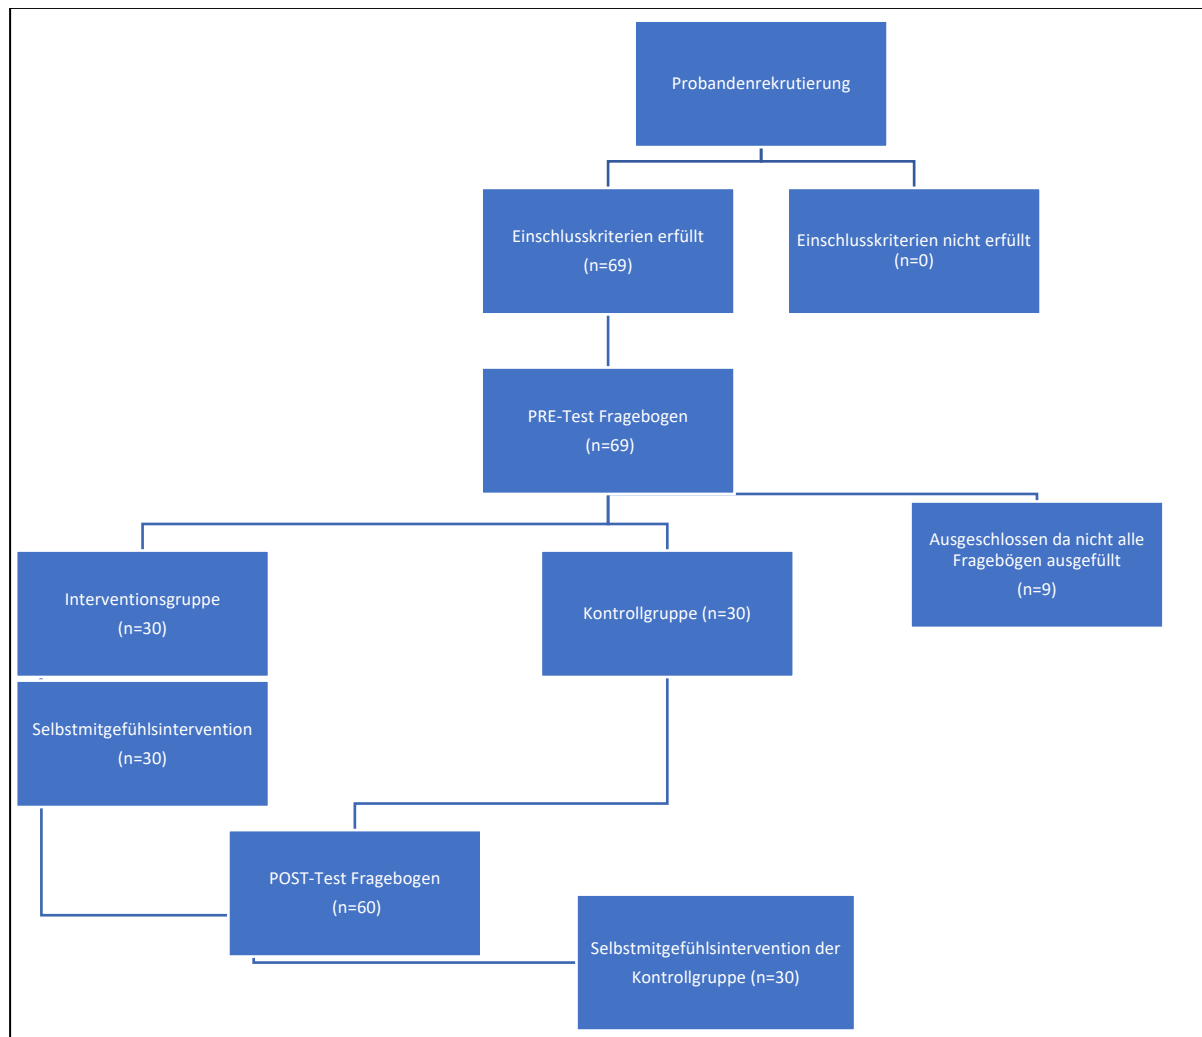 Probandenrekrutierung
Einschlusskriterien erfüllt
(n=69)
Einschlusskriterien nicht erfüllt
(n=0)
PRE-Test Fragebogen
(n=69)
Ausgeschlossen da nicht alle
Fragebögen ausgefüllt
(n=9)
Interventionsgruppe
(n=30)
Kontrollgruppe (n=30)
Selbstmitgefühlsintervention
(n=30)
POST-Test Fragebogen
(n=60)
Selbstmitgefühlsintervention der
Kontrollgruppe (n=30)